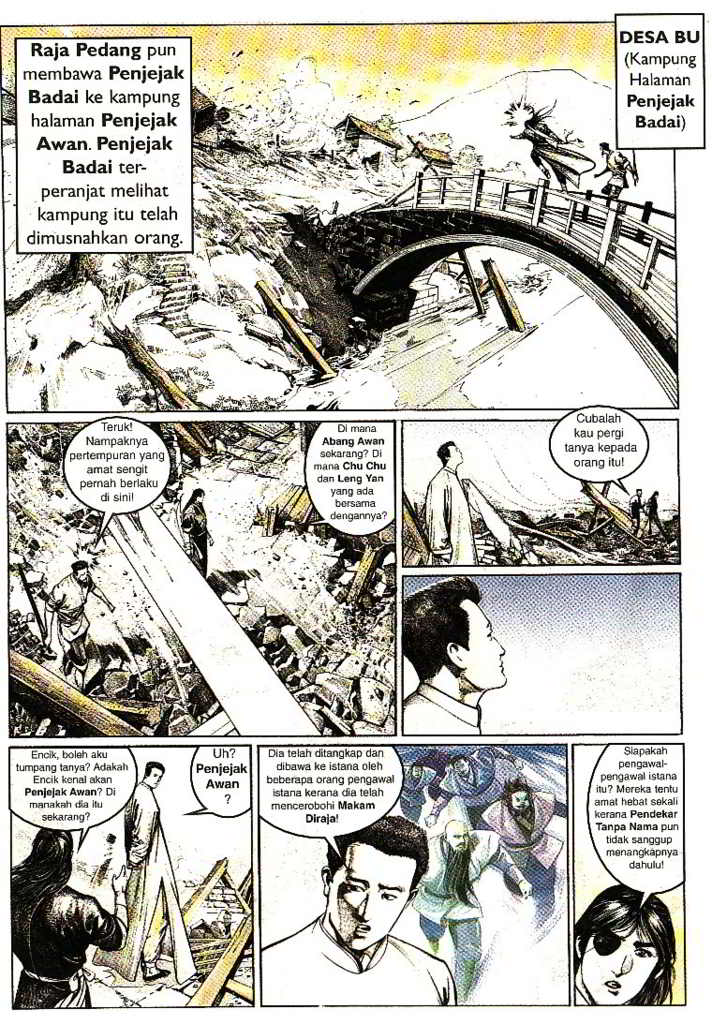 Raja Pedang pun
membawa Penjejak
Badai ke kampung
halaman Penjejak
Awan. Penjejak
Badai ter-
peranjat melihat
kampung itu telah
dimusnahkan orang.
DESA BU
(Kampung
Halaman
Penjejak
Badai)
Teruk!
Nampaknya
pertempuran yang
amat sengit
pernah berlaku
di sini!
Di mana
Abang Awan
sekarang? Di
mana Chu Chu
dan Leng Yan
yang ada
bersama
dengannya?
Cubalah
kau pergi
tanya kepada
orang itu!
Encik, boleh aku
tumpang tanya? Adakah
Encik kenal akan
Penjejak Awan? Di
manakah dia itu
sekarang?
Uh?
Penjejak
Awan
?
Dia telah ditangkap dan
dibawa ke istana oleh
beberapa orang pengawal
istana kerana dia telah
mencerobohi Makam
Diraja!
Siapakah
pengawal-
pengawal istana
itu? Mereka tentu
amat hebat sekali
kerana Pendekar
Tanpa Nama pun
tidak sanggup
menangkapnya
dahulu!